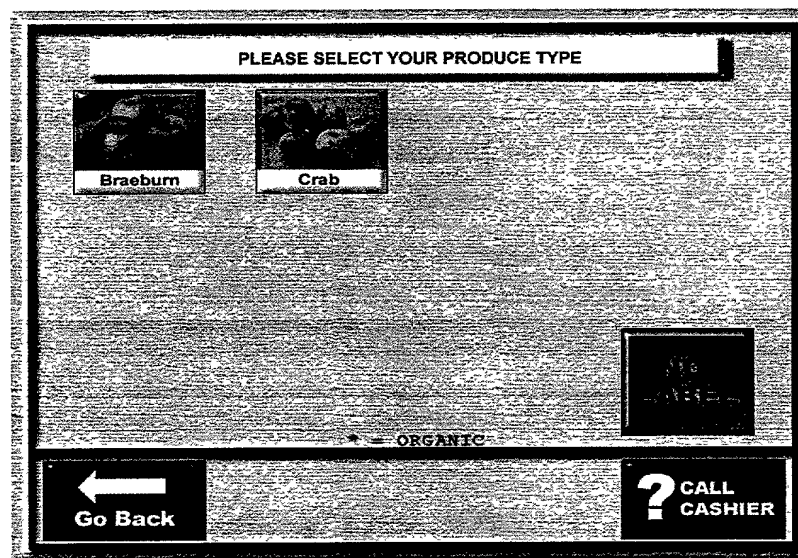 PLEASE SELECT YOUR PRODUCE TYPE
Braeburn
Crab
* = ORGANIC
Go Back
? CALL
CASHIER